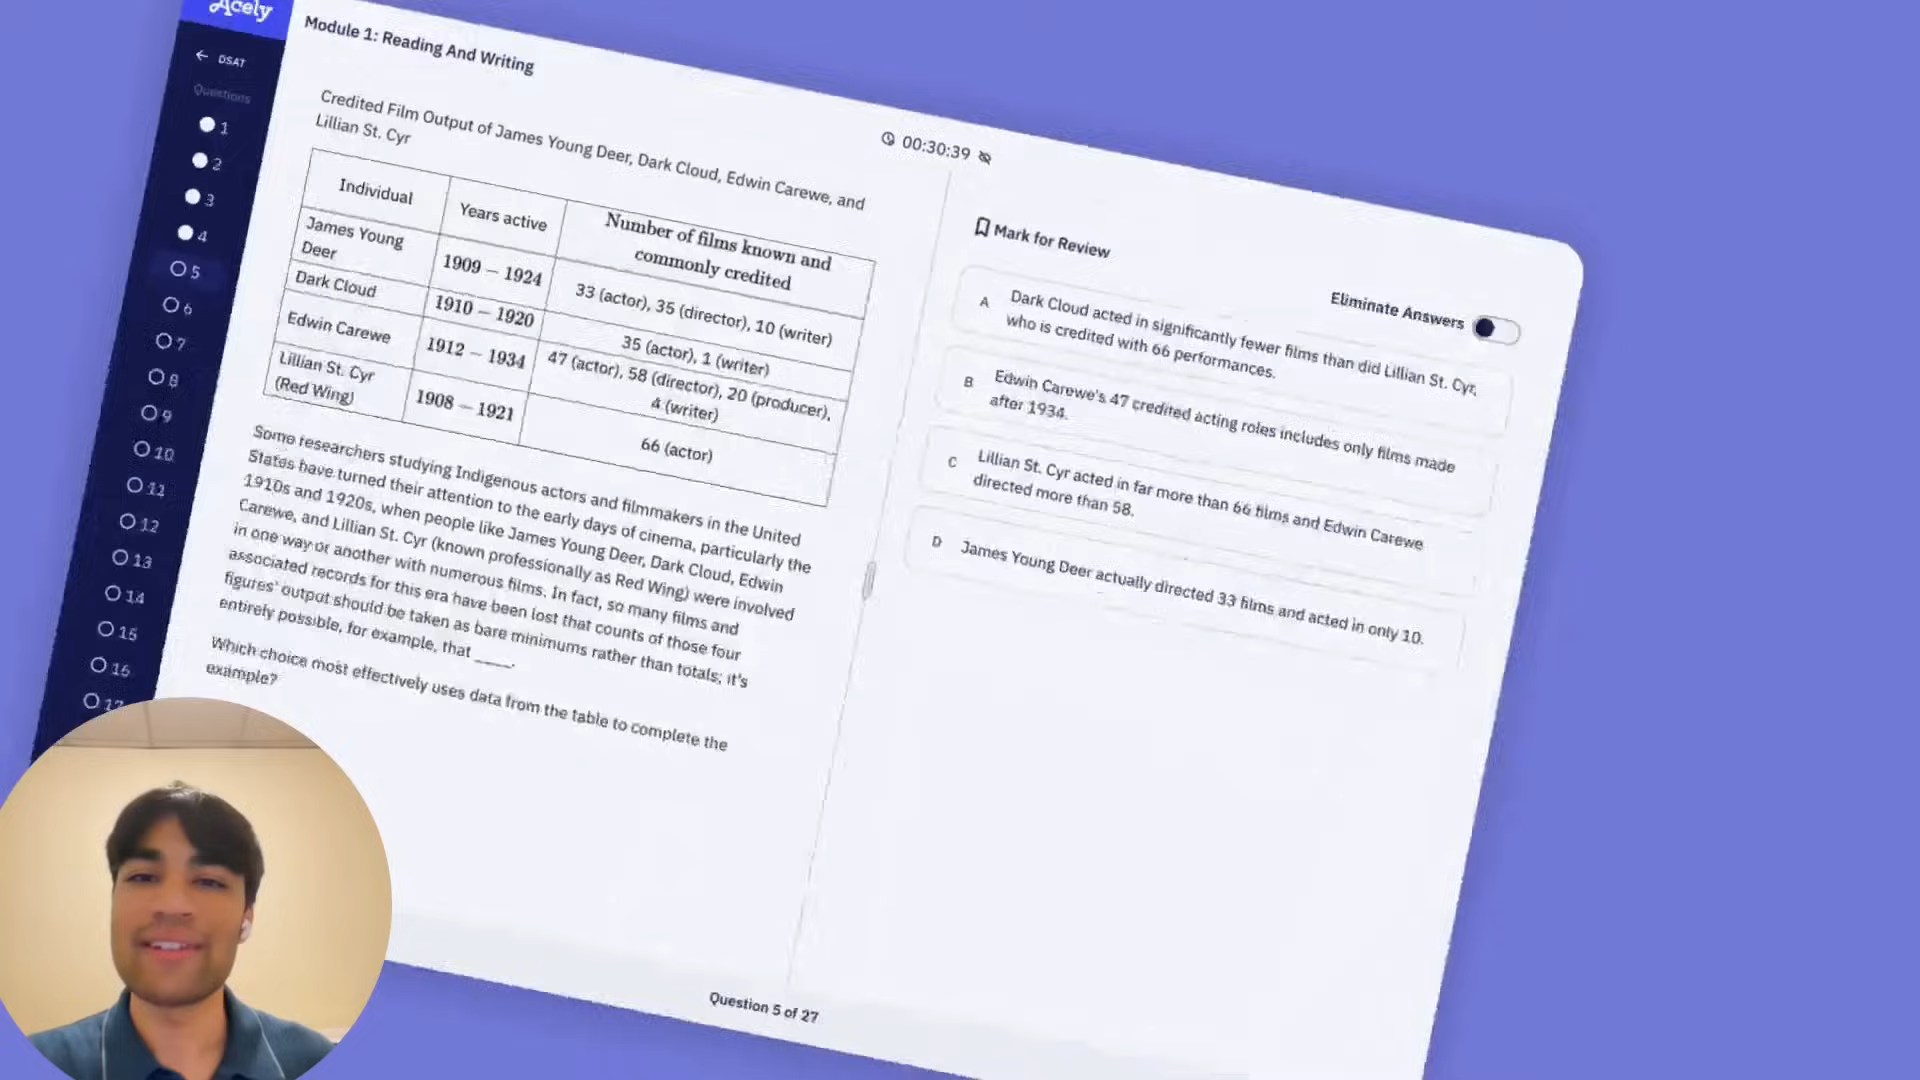 Acely
DSAT
Questions
1
2
3
4
5
6
7
8
9
10
11
12
13
14
15
16
17
Module 1: Reading And Writing
00:30:39
Credited Film Output of James Young Deer, Dark Cloud, Edwin Carewe, and
Lillian St. Cyr
Individual
Years active
Number of films known and
commonly credited
James Young
Deer
1909 – 1924
33 (actor), 35 (director), 10 (writer)
Dark Cloud
1910 – 1920
35 (actor), 1 (writer)
Edwin Carewe
1912 – 1934
47 (actor), 58 (director), 20 (producer),
4 (writer)
Lillian St. Cyr
(Red Wing)
1908 – 1921
66 (actor)
Some researchers studying Indigenous actors and filmmakers in the United
States have turned their attention to the early days of cinema, particularly the
1910s and 1920s, when people like James Young Deer, Dark Cloud, Edwin
Carewe, and Lillian St. Cyr (known professionally as Red Wing) were involved
in one way or another with numerous films. In fact, so many films and
associated records for this era have been lost that counts of those four
figures' output should be taken as bare minimums rather than totals; it's
entirely possible, for example, that ____.
Which choice most effectively uses data from the table to complete the
example?
Mark for Review
Eliminate Answers
A
Dark Cloud acted in significantly fewer films than did Lillian St. Cyr,
who is credited with 66 performances.
B
Edwin Carewe's 47 credited acting roles includes only films made
after 1934.
C
Lillian St. Cyr acted in far more than 66 films and Edwin Carewe
directed more than 58.
D
James Young Deer actually directed 33 films and acted in only 10.
Question 5 of 27